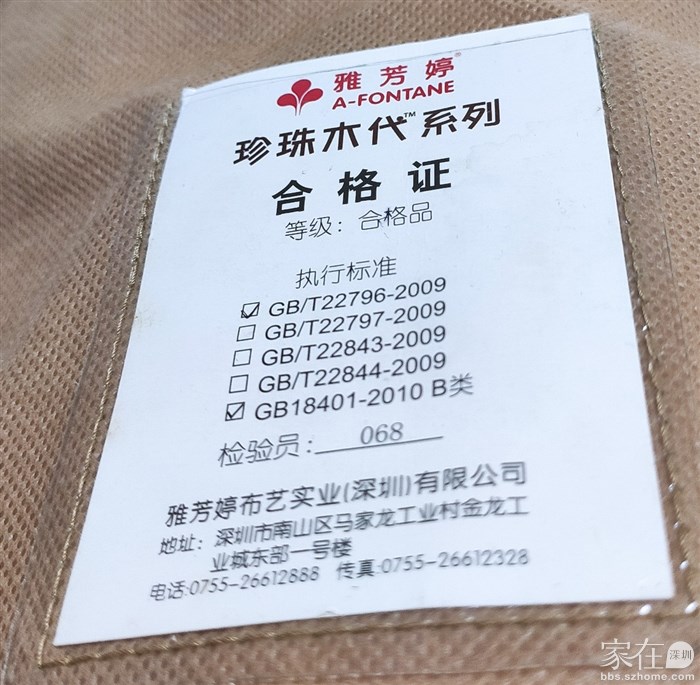 雅芳婷®
A-FONTANE
珍珠木代™系列
合格证
等级：合格品
执行标准
☑ GB/T22796-2009
☐ GB/T22797-2009
☐ GB/T22843-2009
☐ GB/T22844-2009
☑ GB18401-2010 B类
检验员：068
雅芳婷布艺实业(深圳)有限公司
地址：深圳市南山区马家龙工业村金龙工
业城东部一号楼
电话:0755-26612888 传真:0755-26612328
家在深圳
bbs.szhome.com